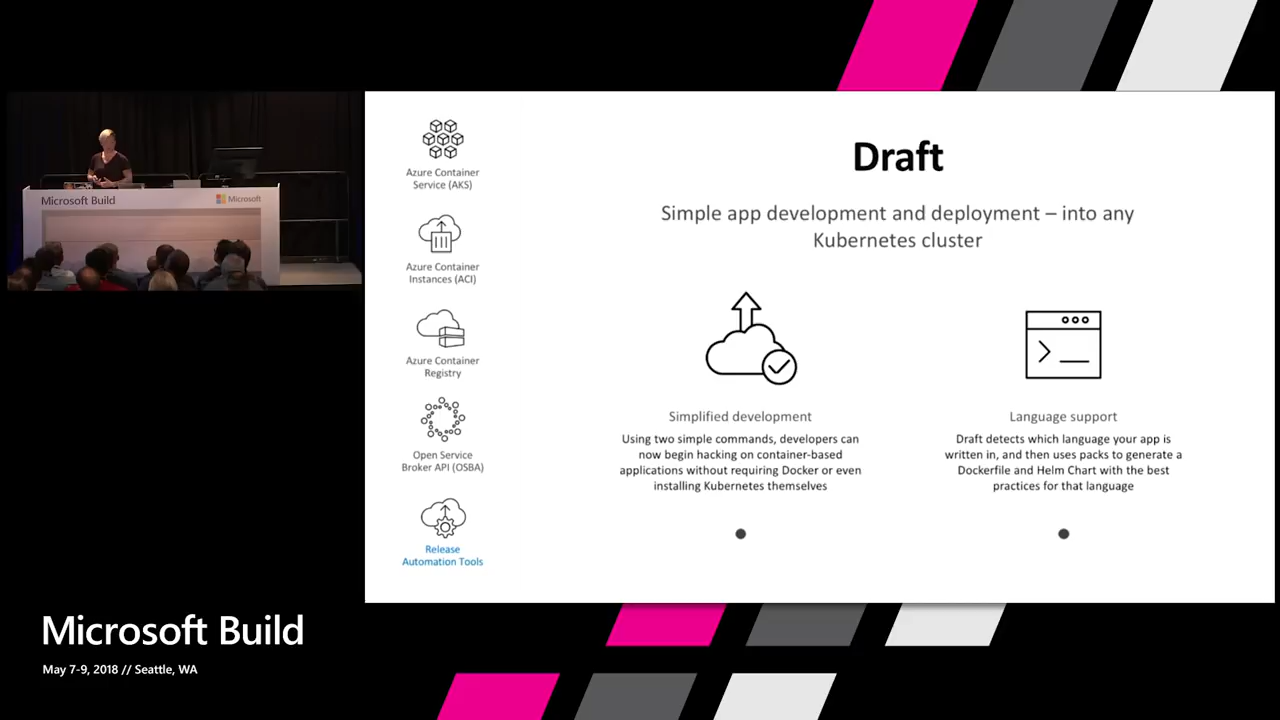 Microsoft Build
Microsoft
Azure Container
Service (AKS)
Azure Container
Instances (ACI)
Azure Container
Registry
Open Service
Broker API (OSBA)
Release
Automation Tools
Draft
Simple app development and deployment – into any
Kubernetes cluster
Simplified development
Using two simple commands, developers can
now begin hacking on container-based
applications without requiring Docker or even
installing Kubernetes themselves
Language support
Draft detects which language your app is
written in, and then uses packs to generate a
Dockerfile and Helm Chart with the best
practices for that language
Microsoft Build
May 7-9, 2018 // Seattle, WA